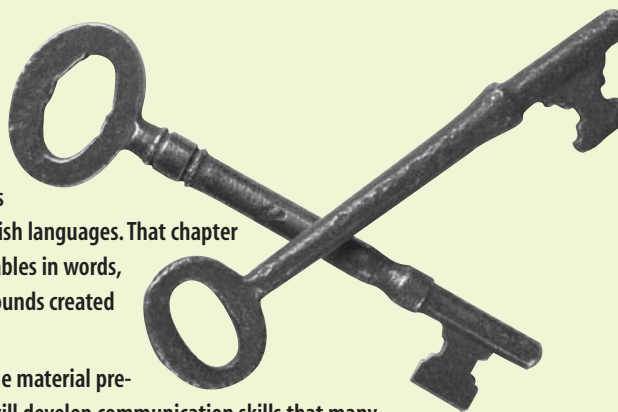 s
ish languages. That chapter
ables in words,
ounds created
e material pre-
ill develop communication skills that many